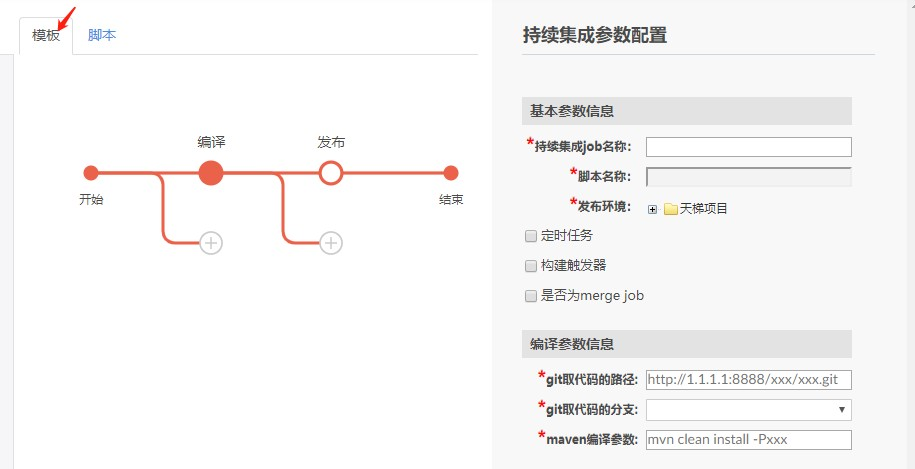 模板 脚本
编译 发布
开始 结束
持续集成参数配置
基本参数信息
*持续集成job名称:
*脚本名称:
*发布环境: 天梯项目
定时任务
构建触发器
是否为merge job
编译参数信息
*git取代码的路径: http://1.1.1.1:8888/xxx/xxx.git
*git取代码的分支:
*maven编译参数: mvn clean install -Pxxx